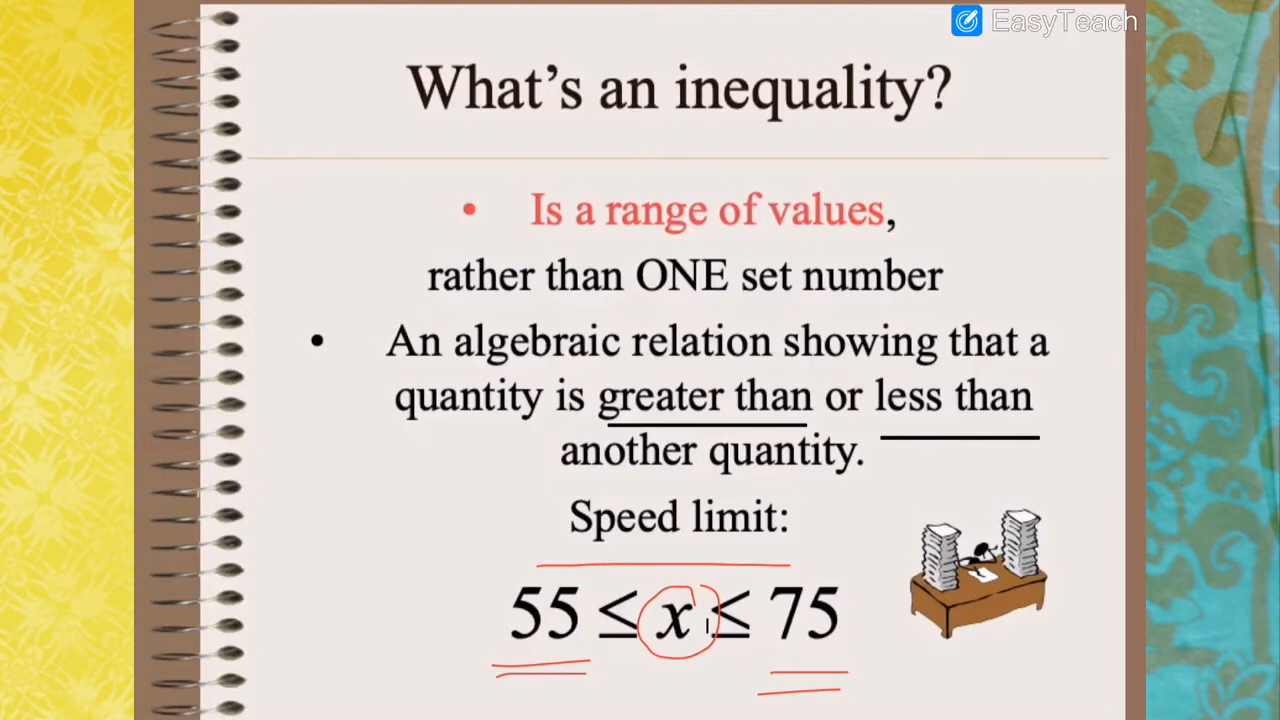 EasyTeach
What's an inequality?
• Is a range of values,
rather than ONE set number
• An algebraic relation showing that a
quantity is greater than or less than
another quantity.
Speed limit:
55 ≤ x ≤ 75